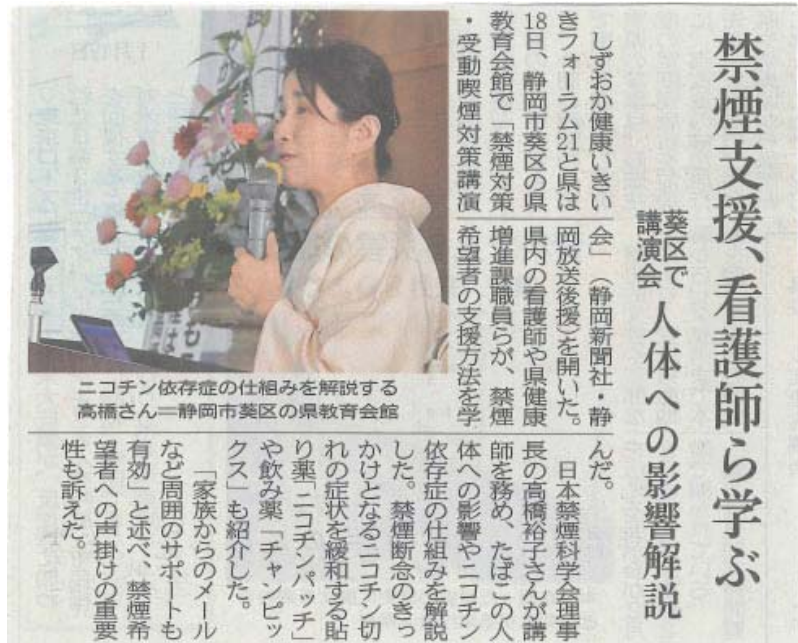 禁煙支援、看護師ら学ぶ
葵区で
講演会
人体への影響解説
しずおか健康いきい
きフォーラム21と県は
18日、静岡市葵区の県
教育会館で「禁煙対策
・受動喫煙対策講演
会」(静岡新聞社・静
岡放送後援)を開いた。
県内の看護師や県健康
増進課職員らが、禁煙
希望者の支援方法を学
んだ。
日本禁煙科学会理事
長の高橋裕子さんが講
師を務め、たばこの人
体への影響やニコチン
依存症の仕組みを解説
した。禁煙断念のきっ
かけとなるニコチン切
れの症状を緩和する貼
り薬「ニコチンパッチ」
や飲み薬「チャンピッ
クス」も紹介した。
「家族からのメール
など周囲のサポートも
有効」と述べ、禁煙希
望者への声掛けの重要
性も訴えた。
ニコチン依存症の仕組みを解説する
高橋さん＝静岡市葵区の県教育会館